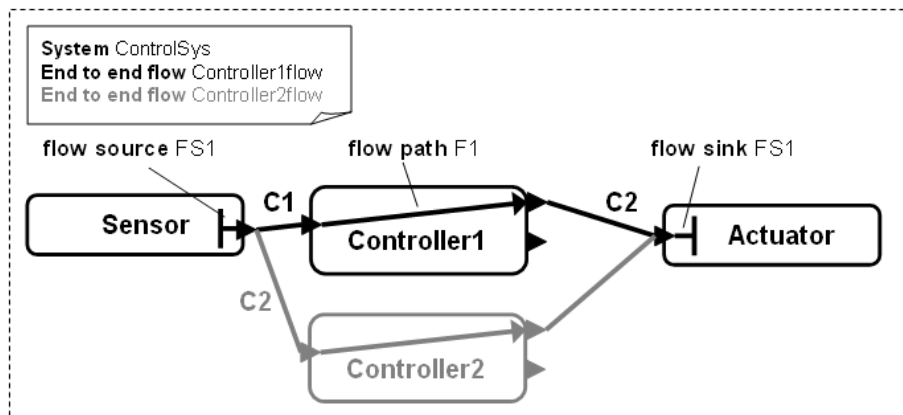 System ControlSys
End to end flow Controller1flow
End to end flow Controller2flow
flow source FS1
flow path F1
flow sink FS1
C1
C2
Sensor
Controller1
Actuator
C2
Controller2